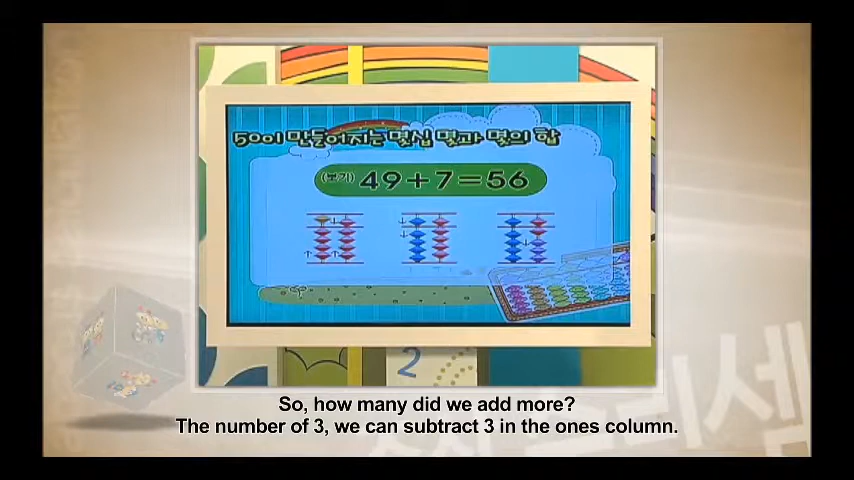 50이 만들어지는 몇십 몇과 몇의 합
(보기) 49+7=56
2
So, how many did we add more?
The number of 3, we can subtract 3 in the ones column.